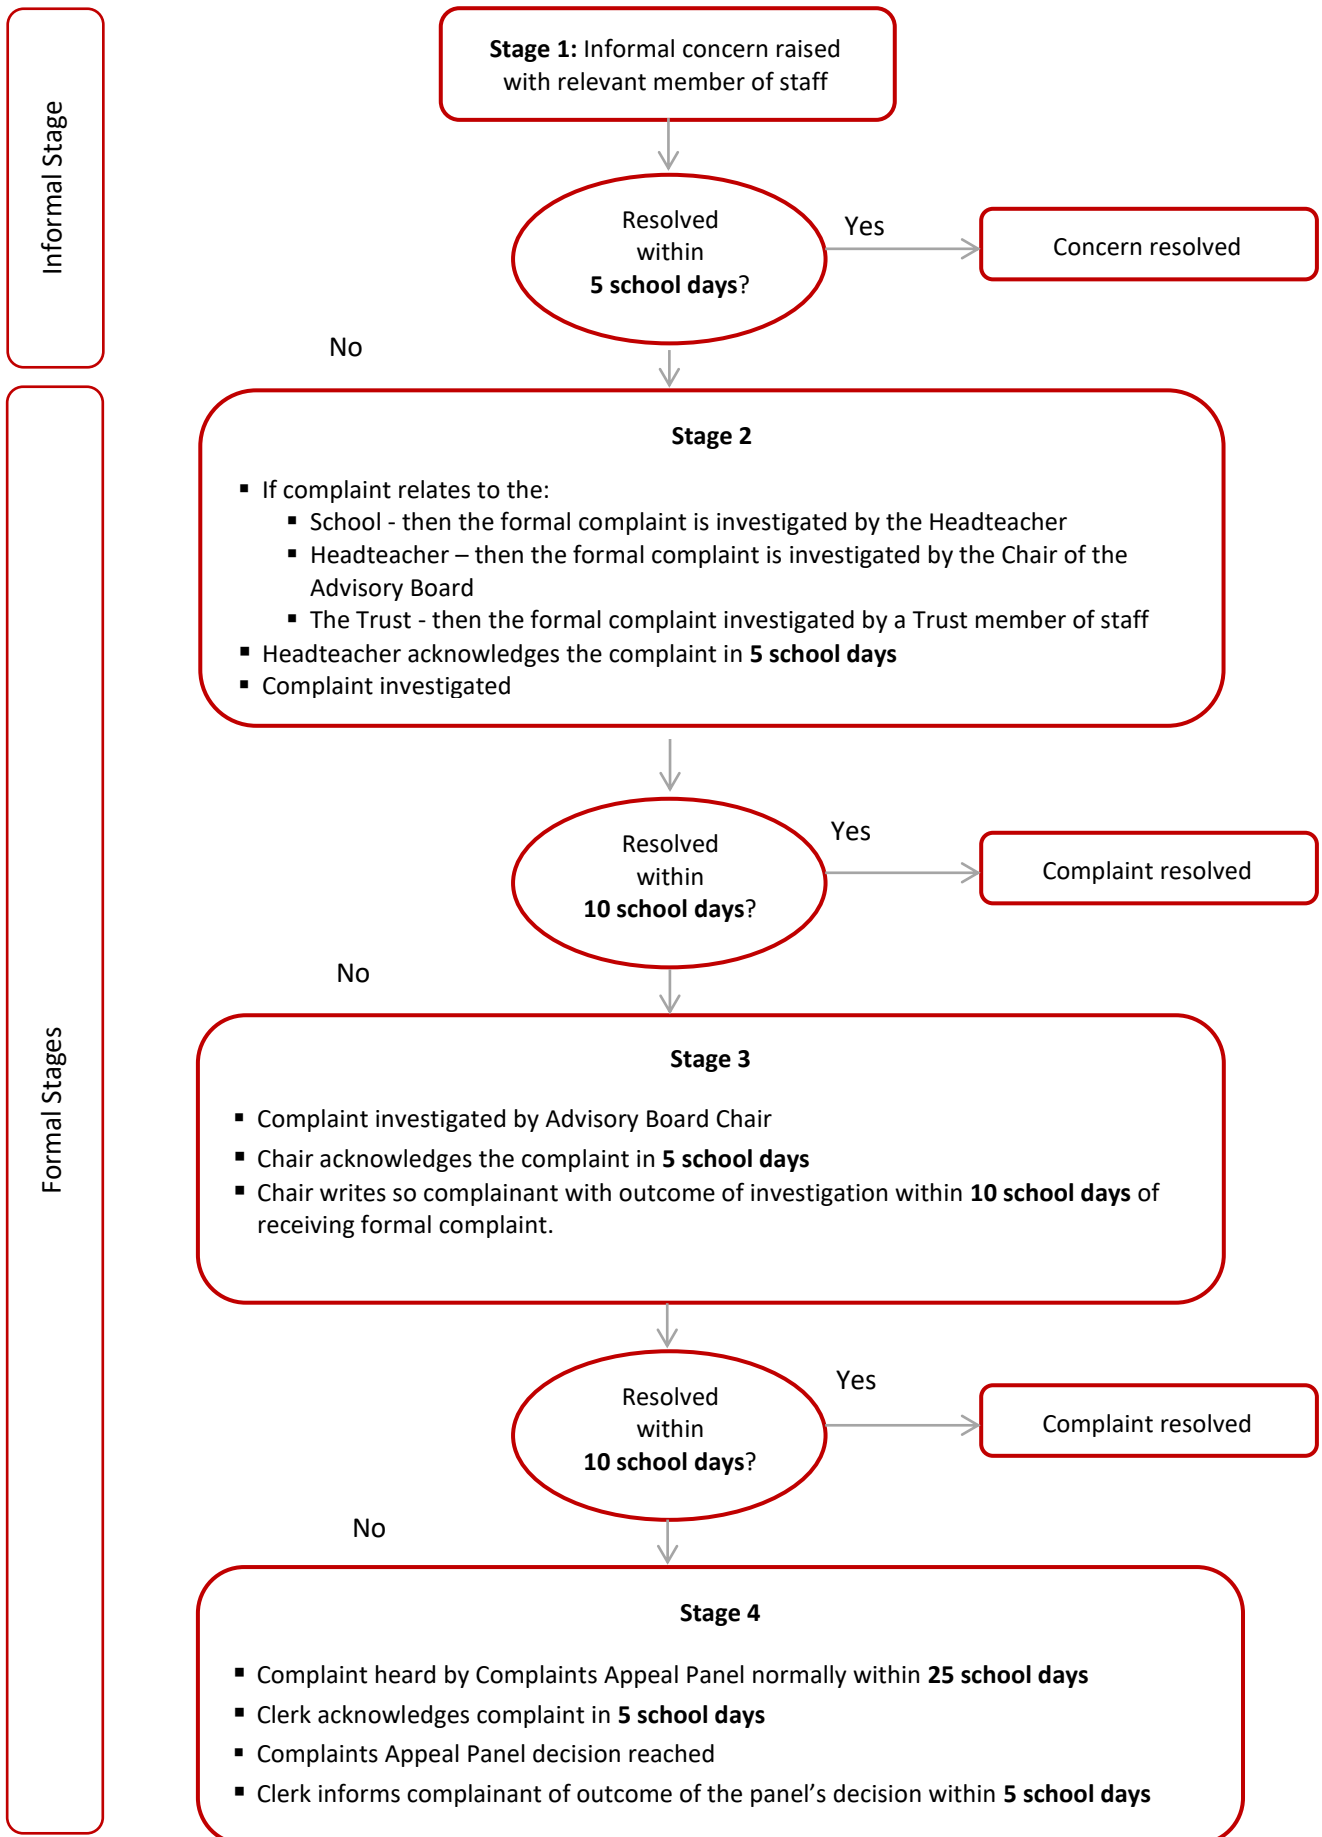 Informal Stage
Stage 1: Informal concern raised
with relevant member of staff
Resolved
within
5 school days?
Yes
Concern resolved
No
Formal Stages
Stage 2
▪ If complaint relates to the:
▪ School - then the formal complaint is investigated by the Headteacher
▪ Headteacher – then the formal complaint is investigated by the Chair of the
Advisory Board
▪ The Trust - then the formal complaint investigated by a Trust member of staff
▪ Headteacher acknowledges the complaint in 5 school days
▪ Complaint investigated
Resolved
within
10 school days?
Yes
Complaint resolved
No
Stage 3
▪ Complaint investigated by Advisory Board Chair
▪ Chair acknowledges the complaint in 5 school days
▪ Chair writes so complainant with outcome of investigation within 10 school days of
receiving formal complaint.
Resolved
within
10 school days?
Yes
Complaint resolved
No
Stage 4
▪ Complaint heard by Complaints Appeal Panel normally within 25 school days
▪ Clerk acknowledges complaint in 5 school days
▪ Complaints Appeal Panel decision reached
▪ Clerk informs complainant of outcome of the panel’s decision within 5 school days